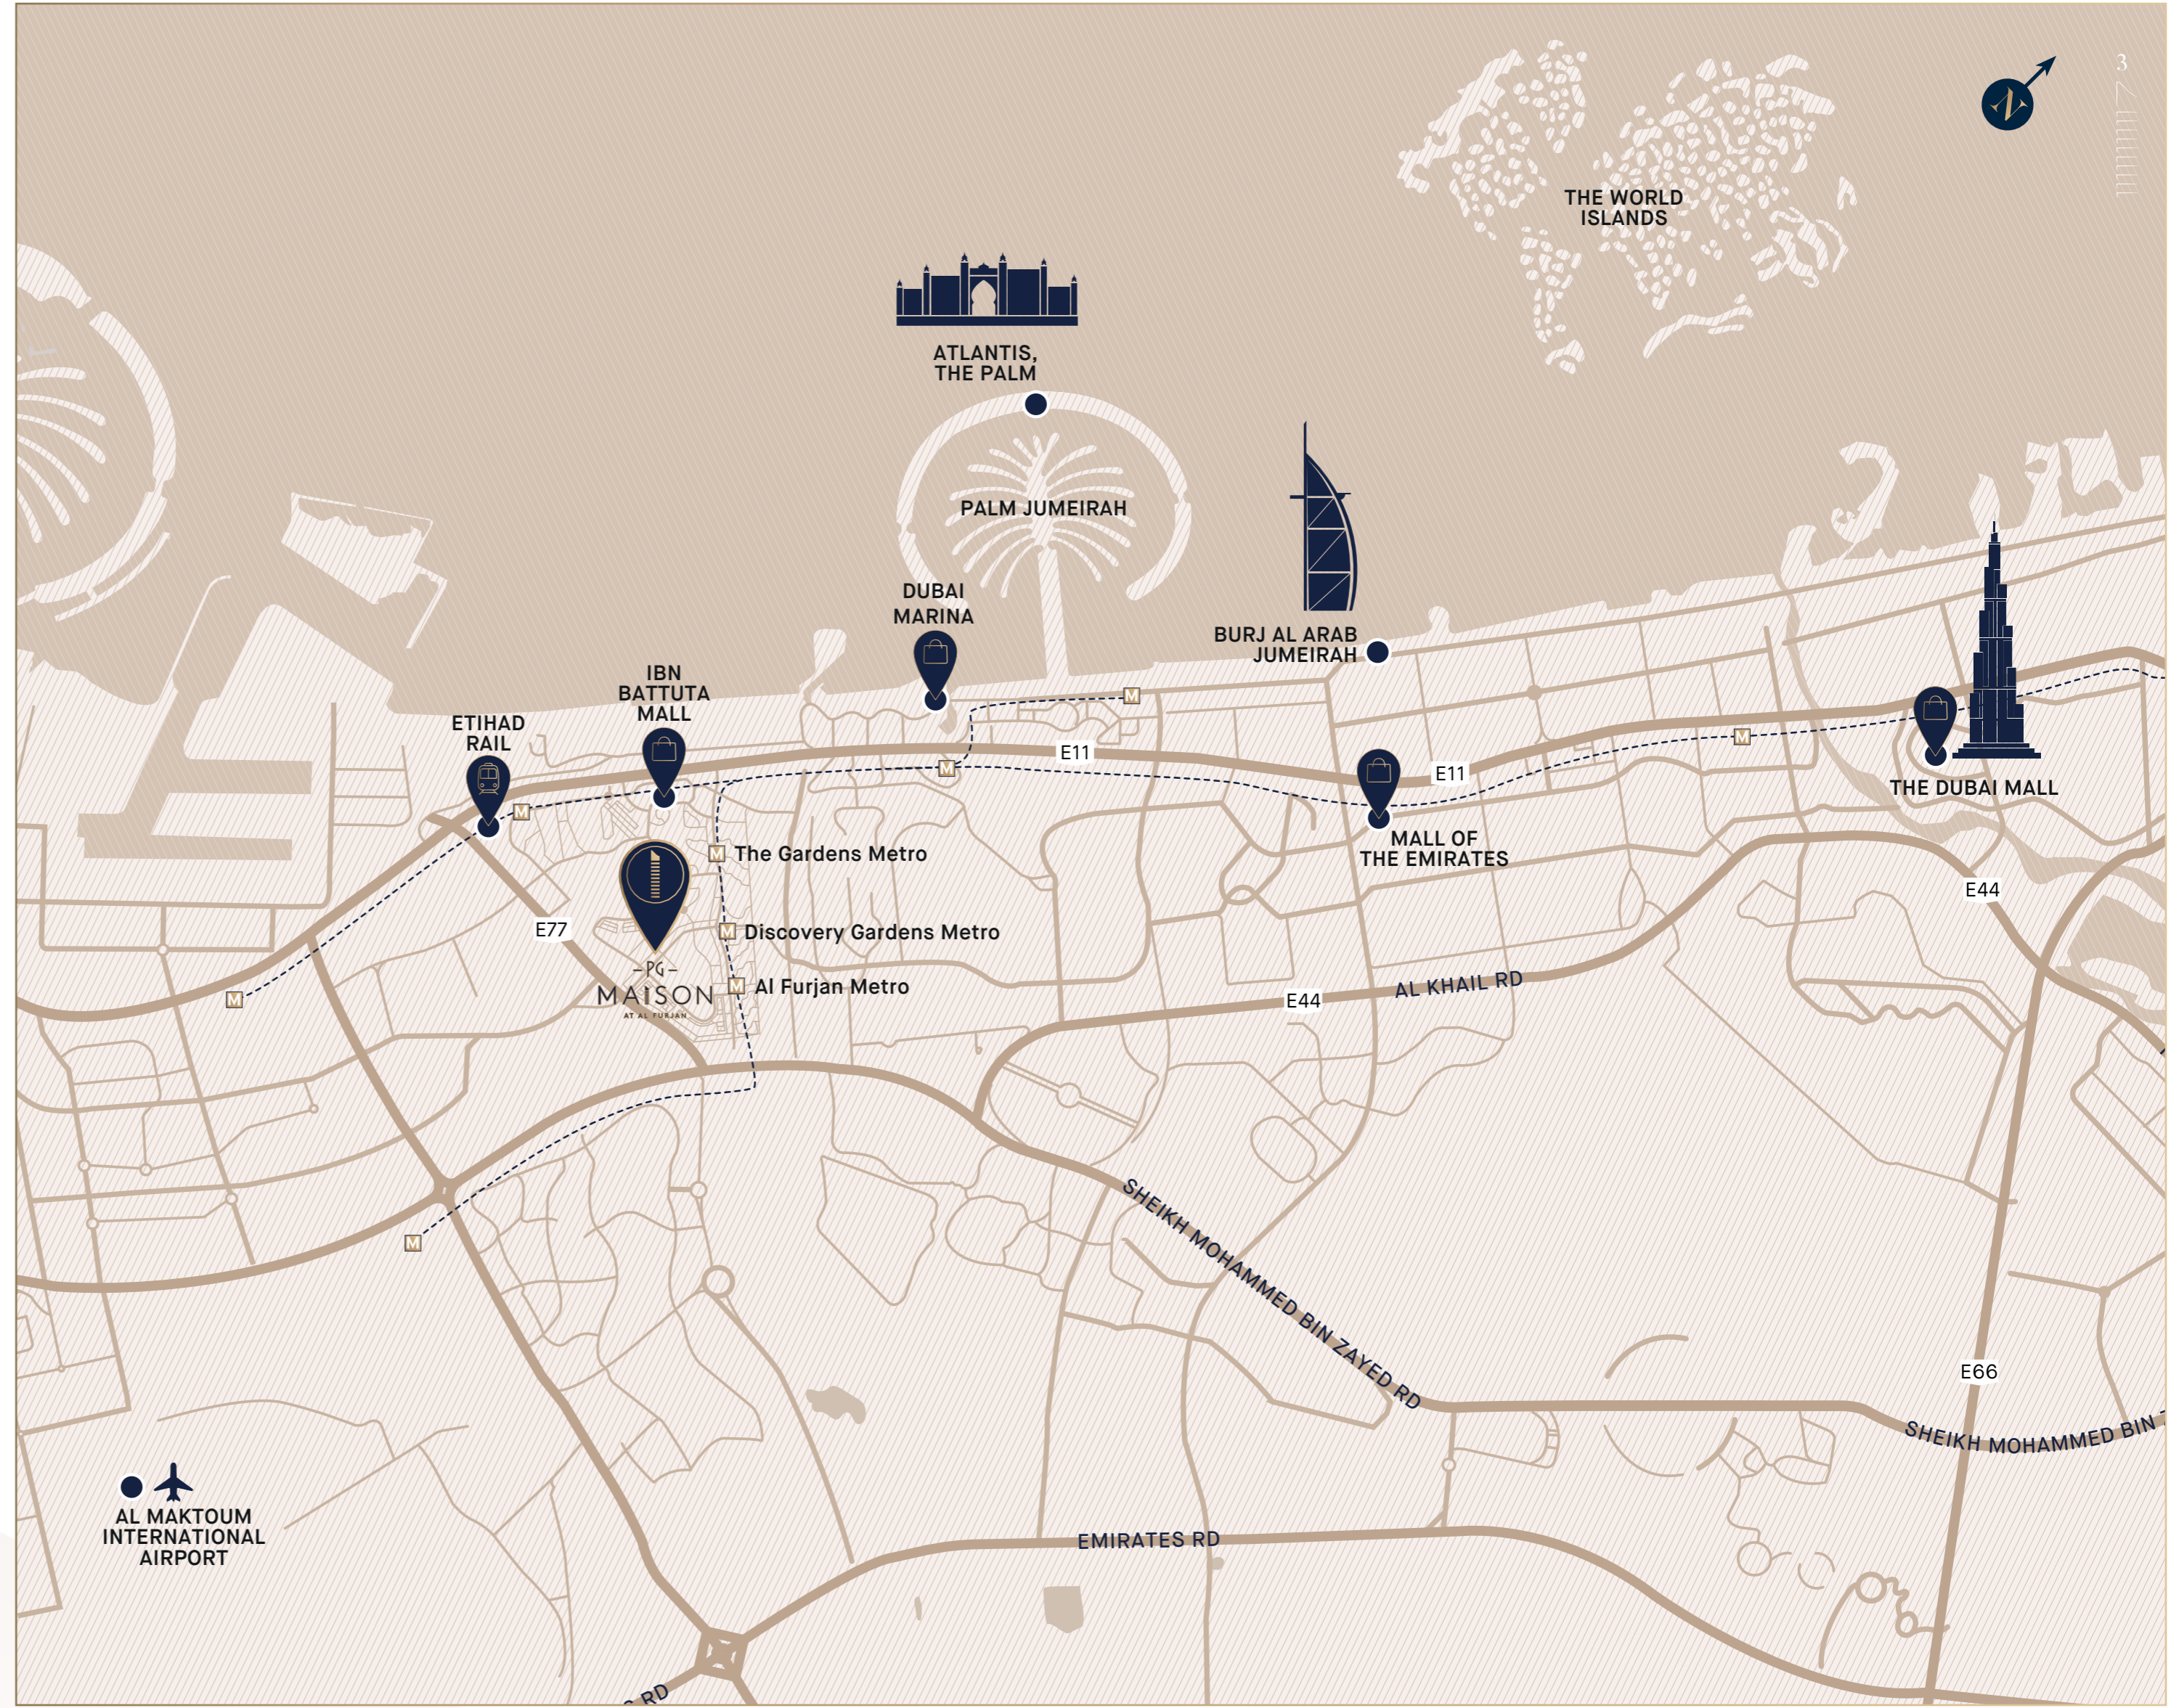 3
N
THE WORLD
ISLANDS
ATLANTIS,
THE PALM
PALM JUMEIRAH
DUBAI
MARINA
BURJ AL ARAB
JUMEIRAH
IBN
BATTUTA
MALL
ETIHAD
RAIL
M
E11
M
M
E11
M
THE DUBAI MALL
M
MALL OF
THE EMIRATES
M The Gardens Metro
E44
E77
M Discovery Gardens Metro
PG
MAISON
AT AL FURJAN
M Al Furjan Metro
AL KHAIL RD
E44
M
SHEIKH MOHAMMED BIN ZAYED RD
M
E66
SHEIKH MOHAMMED BIN
AL MAKTOUM
INTERNATIONAL
AIRPORT
EMIRATES RD
RD